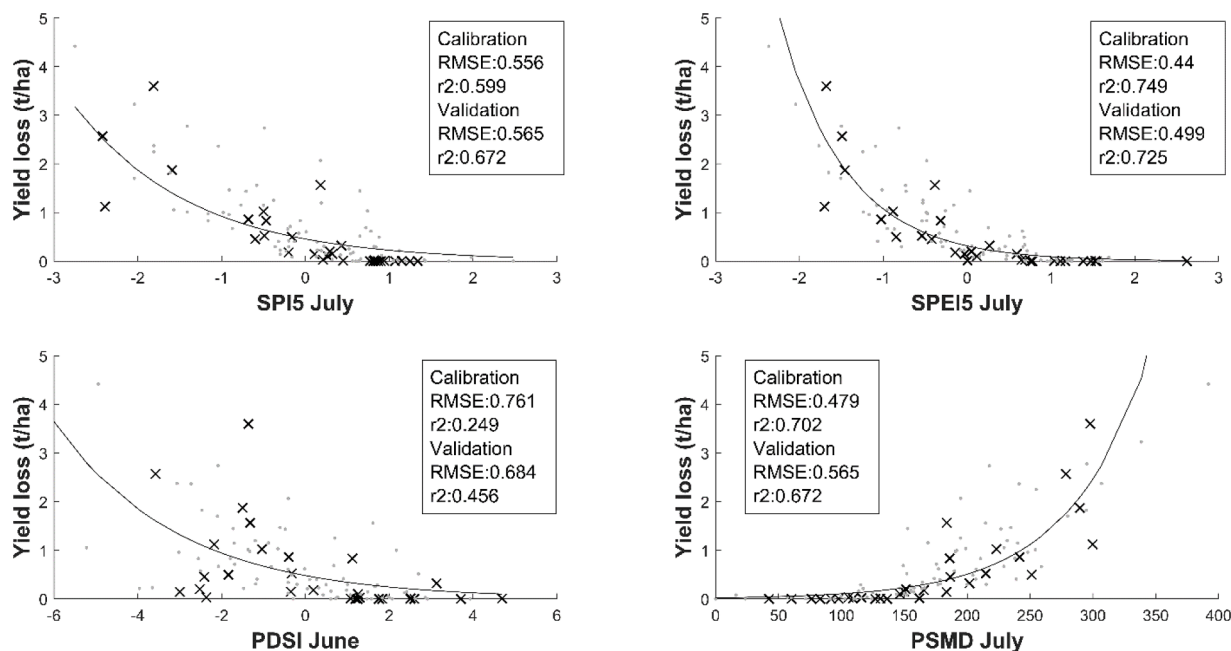 5
4
3
2
1
0
Yield loss (t/ha)
Calibration
RMSE:0.556
r2:0.599
Validation
RMSE:0.565
r2:0.672
-3 -2 -1 0 1 2 3
SPI5 July
5
4
3
2
1
0
Yield loss (t/ha)
Calibration
RMSE:0.44
r2:0.749
Validation
RMSE:0.499
r2:0.725
-3 -2 -1 0 1 2 3
SPEI5 July
5
4
3
2
1
0
Yield loss (t/ha)
Calibration
RMSE:0.761
r2:0.249
Validation
RMSE:0.684
r2:0.456
-6 -4 -2 0 2 4 6
PDSI June
5
4
3
2
1
0
Yield loss (t/ha)
Calibration
RMSE:0.479
r2:0.702
Validation
RMSE:0.565
r2:0.672
0 50 100 150 200 250 300 350 400
PSMD July